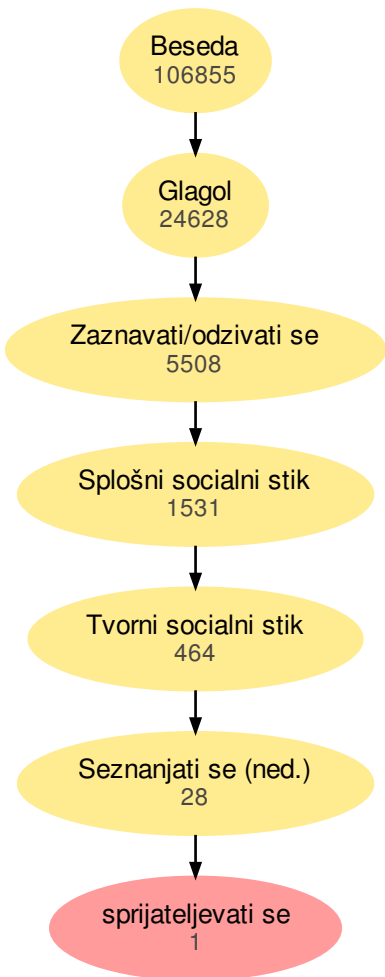 Beseda
106855
Glagol
24628
Zaznavati/odzivati se
5508
Splošni socialni stik
1531
Tvorni socialni stik
464
Seznanjati se (ned.)
28
sprijateljevati se
1